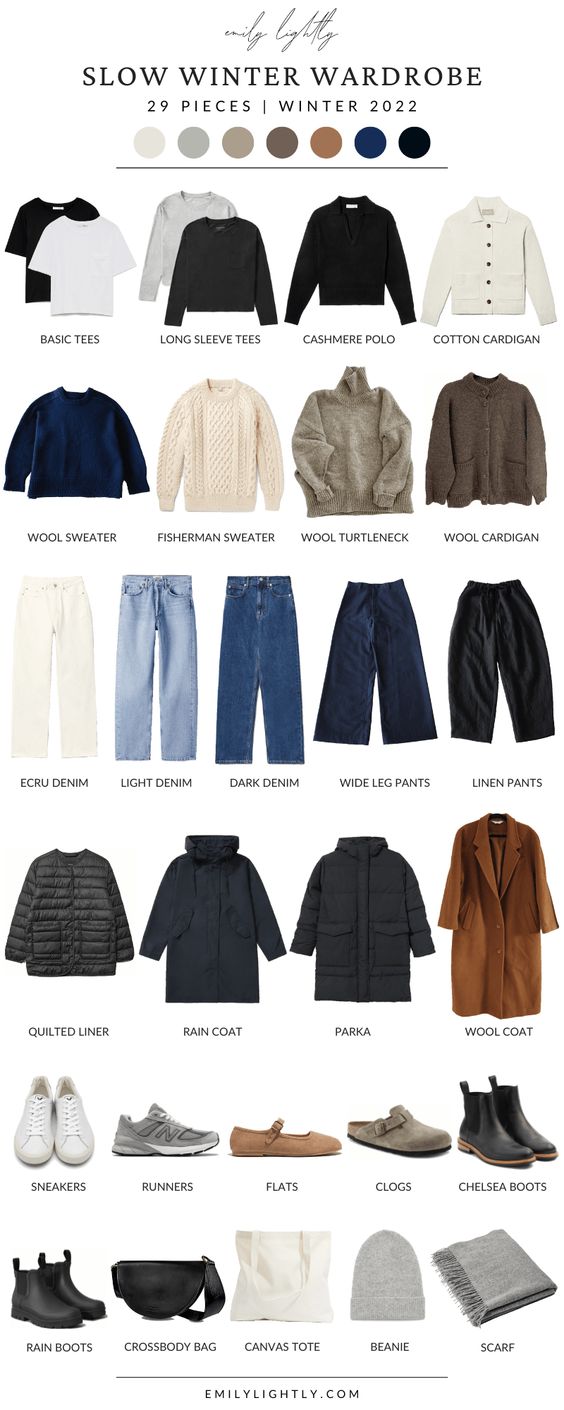 emily lightly
SLOW WINTER WARDROBE
29 PIECES | WINTER 2022
BASIC TEES LONG SLEEVE TEES CASHMERE POLO COTTON CARDIGAN
WOOL SWEATER FISHERMAN SWEATER WOOL TURTLENECK WOOL CARDIGAN
ECRU DENIM LIGHT DENIM DARK DENIM WIDE LEG PANTS LINEN PANTS
QUILTED LINER RAIN COAT PARKA WOOL COAT
SNEAKERS RUNNERS FLATS CLOGS CHELSEA BOOTS
RAIN BOOTS CROSSBODY BAG CANVAS TOTE BEANIE SCARF
EMILYLIGHTLY.COM